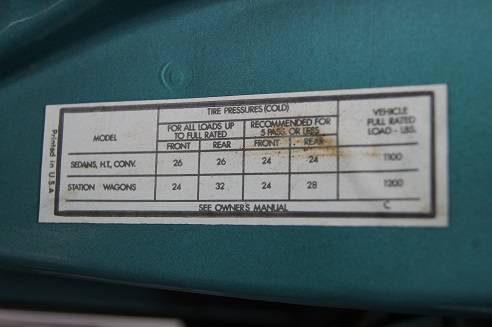 TIRE PRESSURES (COLD)
VEHICLE
FULL RATED
LOAD - LBS.
MODEL
FOR ALL LOADS UP
TO FULL RATED
RECOMMENDED FOR
5 PASS. OR LESS
FRONT REAR FRONT REAR
SEDANS, H.T., CONV. 26 26 24 24 1100
STATION WAGONS 24 32 24 28 1200
SEE OWNER'S MANUAL C
Printed in U.S.A